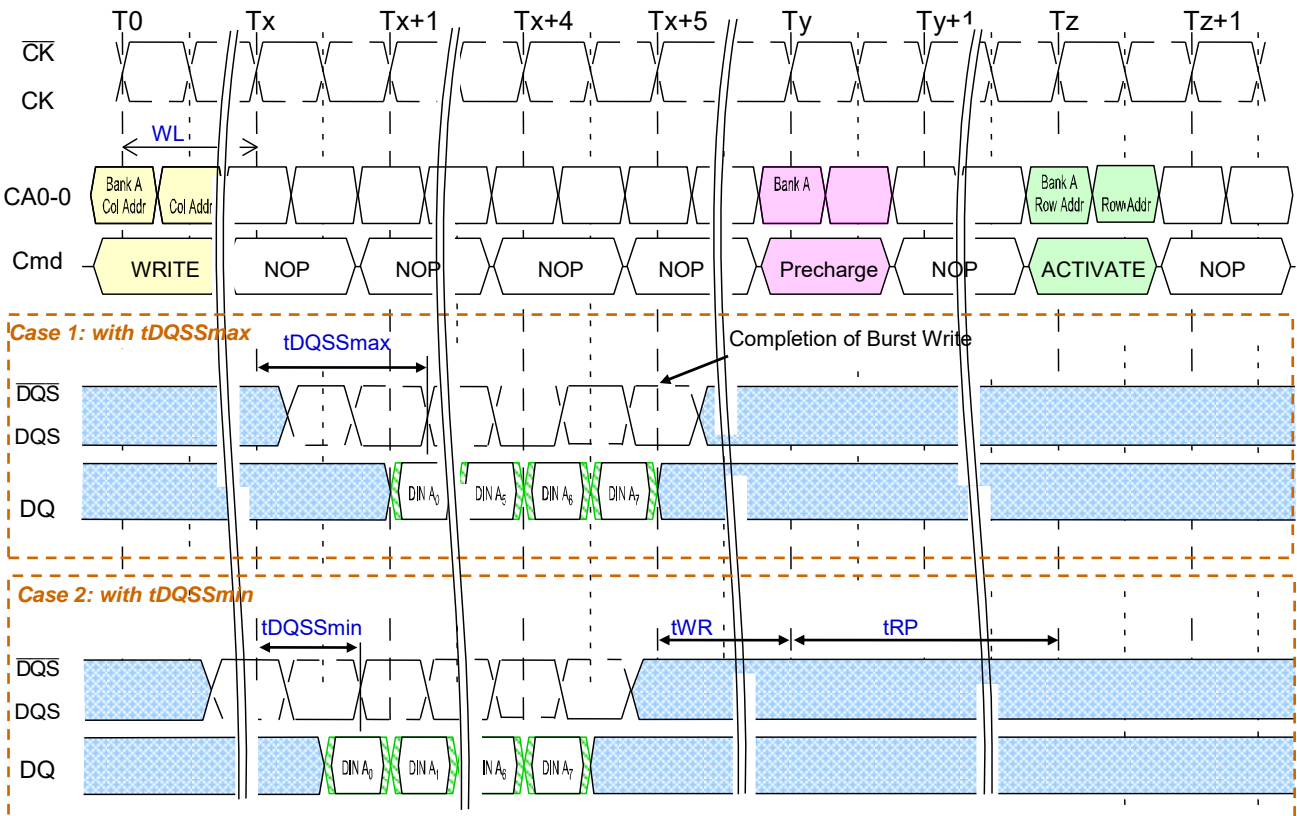 T0 Tx Tx+1 Tx+4 Tx+5 Ty Ty+1 Tz Tz+1
CK
CK
WL
CA0-0 Bank A Col Addr Col Addr Bank A Bank A Row Addr Row Addr
Cmd WRITE NOP NOP NOP NOP Precharge NOP ACTIVATE NOP
Case 1: with tDQSSmax
tDQSSmax
Completion of Burst Write
DQS
DQS
DQ DIN A0 DIN A5 DIN A6 DIN A7
Case 2: with tDQSSmin
tDQSSmin tWR tRP
DQS
DQS
DQ DIN A0 DIN A1 IN A6 DIN A7